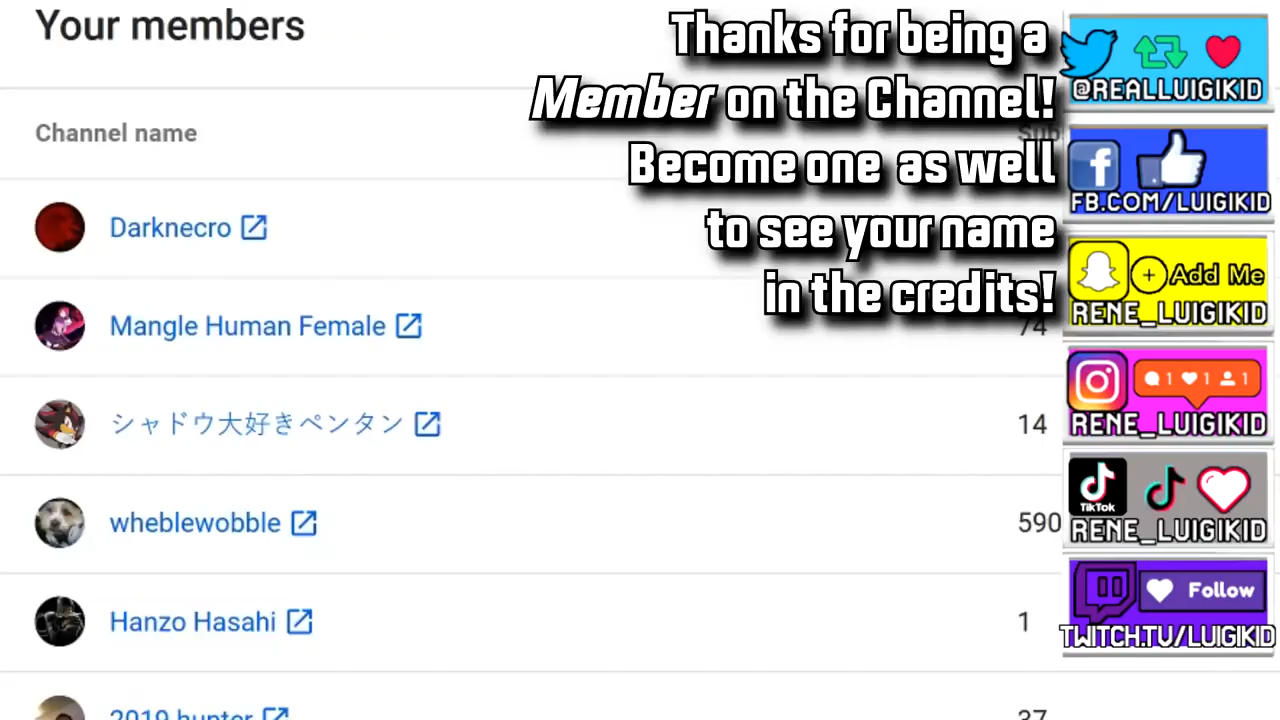 Your members
Thanks for being a
Member on the Channel!
Become one as well
to see your name
in the credits!
Channel name
Darknecro
Mangle Human Female
74
シャドウ大好きペンタン
14
wheblewobble
590
Hanzo Hasahi
1
2019 hunter
37
@REALLUIGIKID
f
FB.COM/LUIGIKID
+ Add Me
RENE_LUIGIKID
1 1 1
RENE_LUIGIKID
TikTok
RENE_LUIGIKID
Follow
TWITCH.TV/LUIGIKID